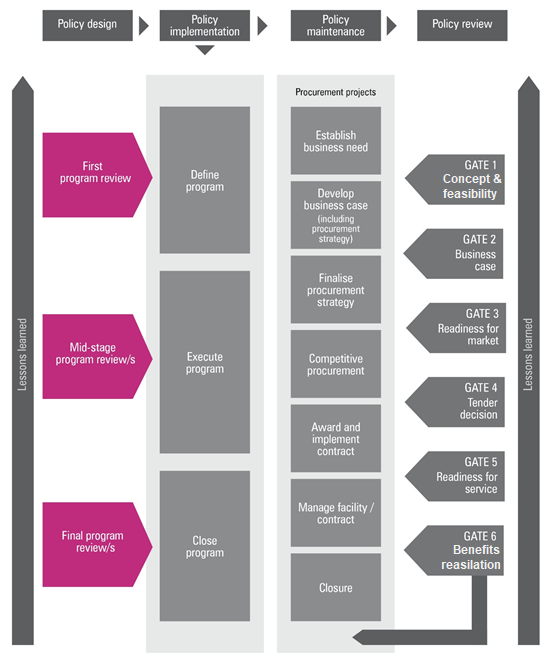 Policy design
Policy
implementation
Policy
maintenance
Policy review
Lessons learned
First
program review
Mid-stage
program review/s
Final program
review/s
Define
program
Execute
program
Close
program
Procurement projects
Establish
business need
Develop
business case
(including
procurement
strategy)
Finalise
procurement
strategy
Competitive
procurement
Award and
implement
contract
Manage facility /
contract
Closure
GATE 1
Concept &
feasibility
GATE 2
Business
case
GATE 3
Readiness for
market
GATE 4
Tender
decision
GATE 5
Readiness for
service
GATE 6
Benefits
reasilation
Lessons learned